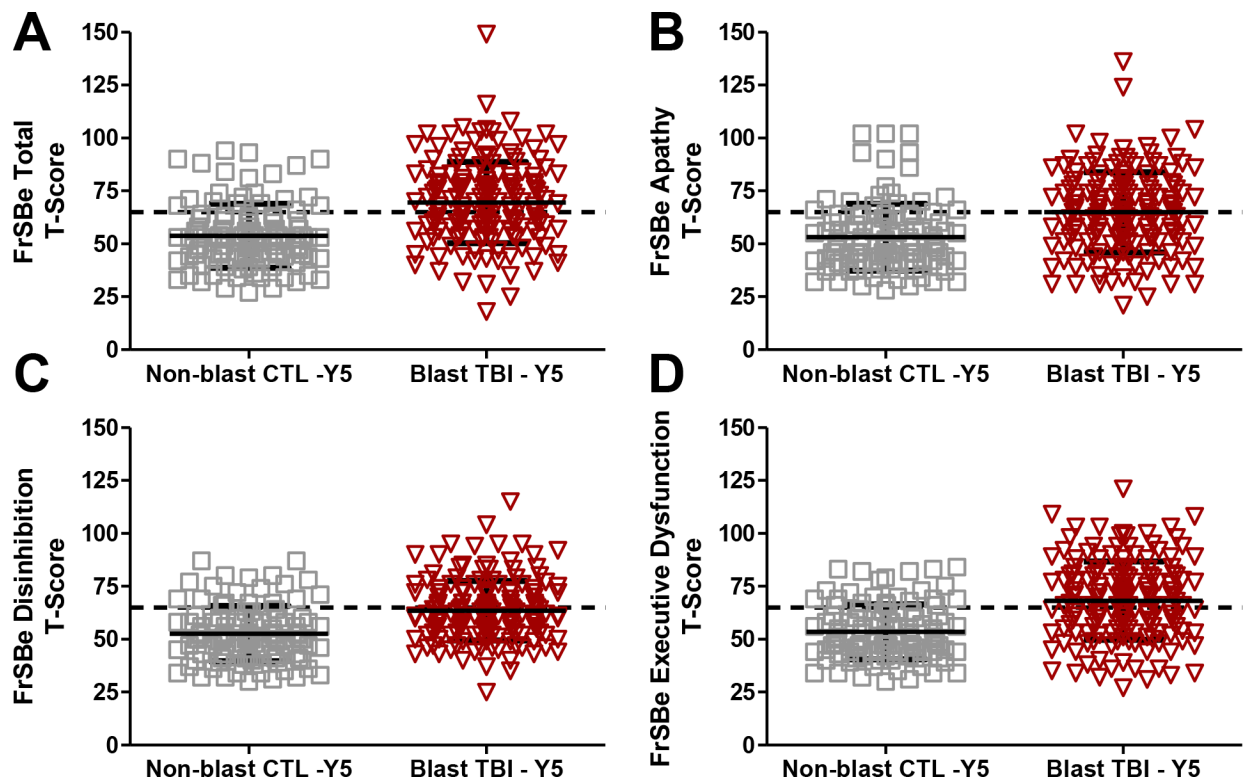 A
FrSBe Total
T-Score
150
125
100
75
50
25
0
Non-blast CTL -Y5
Blast TBI - Y5
B
FrSBe Apathy
T-Score
150
125
100
75
50
25
0
Non-blast CTL -Y5
Blast TBI - Y5
C
FrSBe Disinhibition
T-Score
150
125
100
75
50
25
0
Non-blast CTL -Y5
Blast TBI - Y5
D
FrSBe Executive Dysfunction
T-Score
150
125
100
75
50
25
0
Non-blast CTL -Y5
Blast TBI - Y5